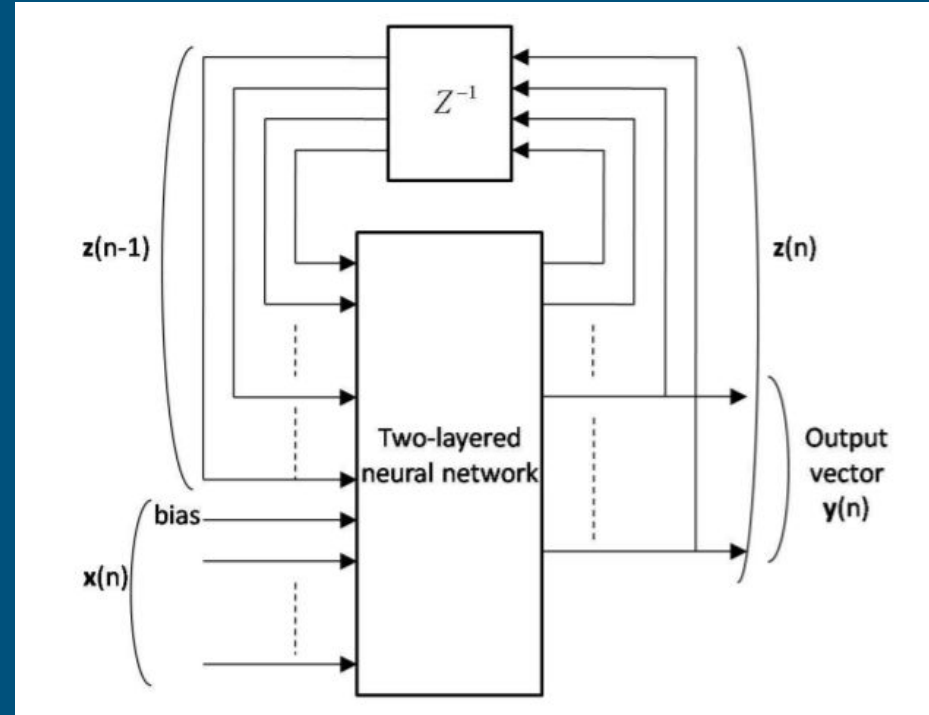 Z⁻¹
z(n-1)
z(n)
Two-layered
neural network
Output
vector
y(n)
bias
x(n)